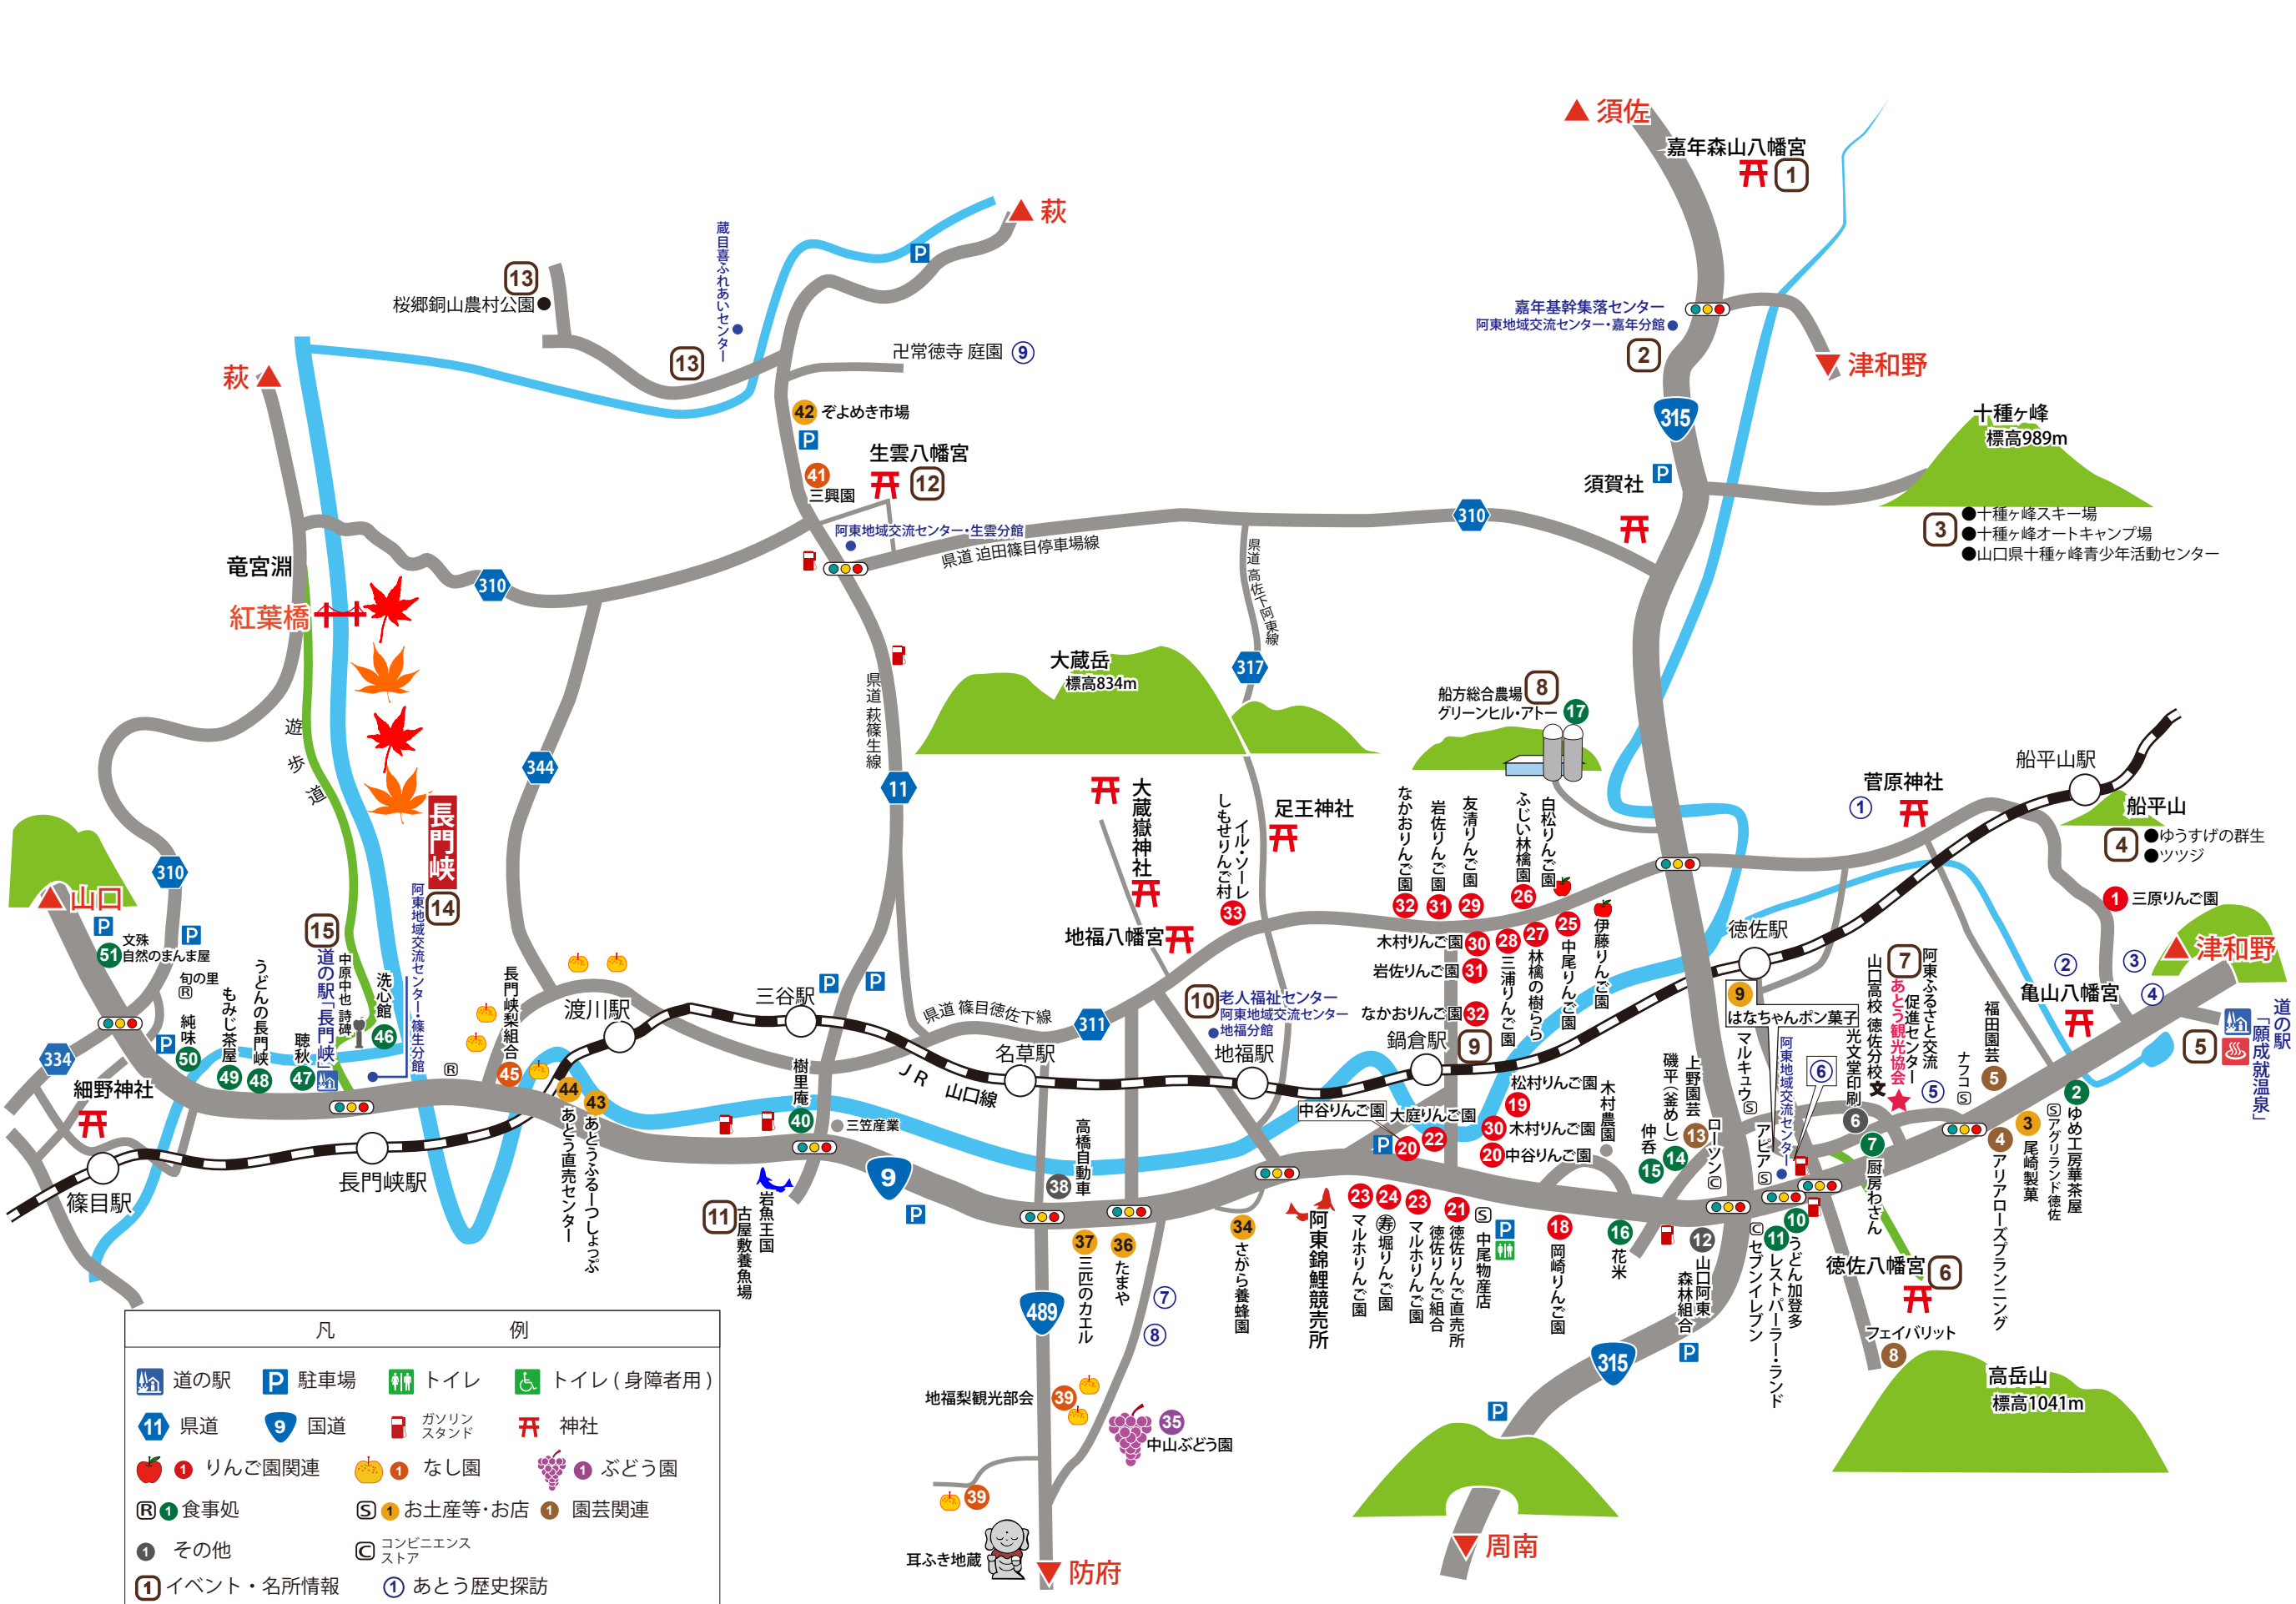 須佐
嘉年森山八幡宮
1
萩
蔵目喜ふれあいセンター
13
桜郷銅山農村公園
13
卍常徳寺 庭園 9
嘉年基幹集落センター
阿東地域交流センター・嘉年分館
2
津和野
315
萩
42 ぞよめき市場
P
41
三興園
生雲八幡宮
12
阿東地域交流センター・生雲分館
県道 迫田篠目停車場線
310
須賀社
P
十種ヶ峰
標高989m
3
●十種ヶ峰スキー場
●十種ヶ峰オートキャンプ場
●山口県十種ヶ峰青少年活動センター
県道 高佐下阿東線
317
竜宮淵
紅葉橋
310
遊歩道
344
県道 萩篠生線
11
大蔵岳
標高834m
船方総合農場
グリーンヒル・アトー
8
17
船平山駅
船平山
4
●ゆうすげの群生
●ツツジ
菅原神社
1
1 三原りんご園
津和野
長門峡
14
阿東地域交流センター・篠生分館
310
山口
P
51
文殊
自然のまんま屋
P
旬の里
R
純味
50
P
もみじ茶屋
49
うどんの長門峡
48
聴秋
47
15
道の駅「長門峡」
中原中也 詩碑
洗心館
46
R
334
細野神社
篠目駅
長門峡駅
長門峡梨組合
45
44
あとう直売センター
43
あとうふるーつしょっぷ
渡川駅
三谷駅
P
P
樹里庵
40
三笠産業
県道 篠目徳佐下線
311
名草駅
JR 山口線
11
古屋敷養魚場
岩魚王国
9
P
大蔵嶽神社
地福八幡宮
足王神社
しもせりんご村
イル・ソーレ
33
10
老人福祉センター
阿東地域交流センター
地福分館
地福駅
高橋自動車
38
37
三匹のカエル
36
たまや
7
8
489
地福梨観光部会 39
35
中山ぶどう園
39
耳ふき地蔵
防府
34
さがら養蜂園
阿東錦鯉競売所
なかおりんご園
32
岩佐りんご園
31
友清りんご園
29
ふじい林檎園
26
白松りんご園
25
中尾りんご園
伊藤りんご園
木村りんご園 30
岩佐りんご園 31
なかおりんご園 32
28
三浦りんご園
27
林檎の樹らら
鍋倉駅
9
松村りんご園
19
30 木村りんご園
20 中谷りんご園
木村農園
中谷りんご園
P 20
大庭りんご園
22
23
マルホりんご園
24
㊕堀りんご園
23
マルホりんご園
徳佐りんご組合
21
徳佐りんご直売所
S
中尾物産店
P
18
岡崎りんご園
16
花米
仲呑
15
磯平(釜めし)
14
上野園芸
13
ローソン
C
12
山口阿東
森林組合
P
315
P
周南
徳佐駅
9
はなちゃんポン菓子
マルキュウ
S
アピア
S
阿東地域交流センター
6
C
セブンイレブン
11
レストパーラー・ランド
10
うどん加登多
光文堂印刷
6
山口高校 徳佐分校
文
7
あとう観光協会
阿東ふるさと交流
促進センター
5
7
厨房わさん
徳佐八幡宮
6
フェイバリット
8
高岳山
標高1041m
ナフコ
S
福田園芸
5
4
アリアローズプランニング
3
尾崎製菓
S
アグリランド徳佐
2
ゆめ工房華茶屋
2
3
4
亀山八幡宮
5
道の駅
「願成就温泉」
凡 例
道の駅
P 駐車場
トイレ
トイレ(身障者用)
11 県道
9 国道
ガソリン
スタンド
神社
1 りんご園関連
1 なし園
1 ぶどう園
R 1 食事処
S 1 お土産等・お店
1 園芸関連
1 その他
C コンビニエンス
ストア
1 イベント・名所情報
1 あとう歴史探訪